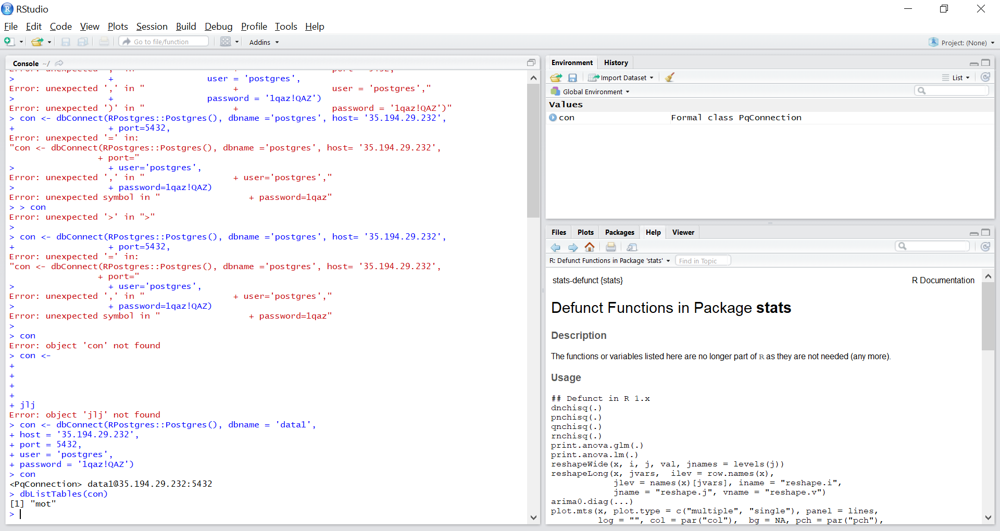 RStudio
File Edit Code View Plots Session Build Debug Profile Tools Help
Go to file/function Addins Project: (None)
Console ~/
> + user = 'postgres',
Error: unexpected ',' in " + user = 'postgres',"
> + password = '1qaz!QAZ')
Error: unexpected ')' in " + password = '1qaz!QAZ')"
> con <- dbConnect(RPostgres::Postgres(), dbname ='postgres', host= '35.194.29.232',
+ + port=5432,
Error: unexpected '=' in:
"con <- dbConnect(RPostgres::Postgres(), dbname ='postgres', host= '35.194.29.232',
+ port="
> + user='postgres',
Error: unexpected ',' in " + user='postgres',"
> + password=1qaz!QAZ)
Error: unexpected symbol in " + password=1qaz"
> > con
Error: unexpected '>' in ">"
>
> con <- dbConnect(RPostgres::Postgres(), dbname ='postgres', host= '35.194.29.232',
+ + port=5432,
Error: unexpected '=' in:
"con <- dbConnect(RPostgres::Postgres(), dbname ='postgres', host= '35.194.29.232',
+ port="
> + user='postgres',
Error: unexpected ',' in " + user='postgres',"
> + password=1qaz!QAZ)
Error: unexpected symbol in " + password=1qaz"
>
> con
Error: object 'con' not found
> con <-
+
+
+
+
+ jlj
Error: object 'jlj' not found
> con <- dbConnect(RPostgres::Postgres(), dbname = 'data1',
+ host = '35.194.29.232',
+ port = 5432,
+ user = 'postgres',
+ password = '1qaz!QAZ')
> con
<PqConnection> data1@35.194.29.232:5432
> dbListTables(con)
[1] "mot"
>
Environment History
Import Dataset List
Global Environment
Values
con Formal class PqConnection
Files Plots Packages Help Viewer
R: Defunct Functions in Package 'stats' Find in Topic
stats-defunct {stats} R Documentation
Defunct Functions in Package stats
Description
The functions or variables listed here are no longer part of R as they are not needed (any more).
Usage
## Defunct in R 1.x
dnchisq(.)
pnchisq(.)
qnchisq(.)
rnchisq(.)
print.anova.glm(.)
print.anova.lm(.)
reshapeWide(x, i, j, val, jnames = levels(j))
reshapeLong(x, jvars, ilev = row.names(x),
jlev = names(x)[jvars], iname = "reshape.i",
jname = "reshape.j", vname = "reshape.v")
arima0.diag(...)
plot.mts(x, plot.type = c("multiple", "single"), panel = lines,
log = "", col = par("col"), bg = NA, pch = par("pch"),